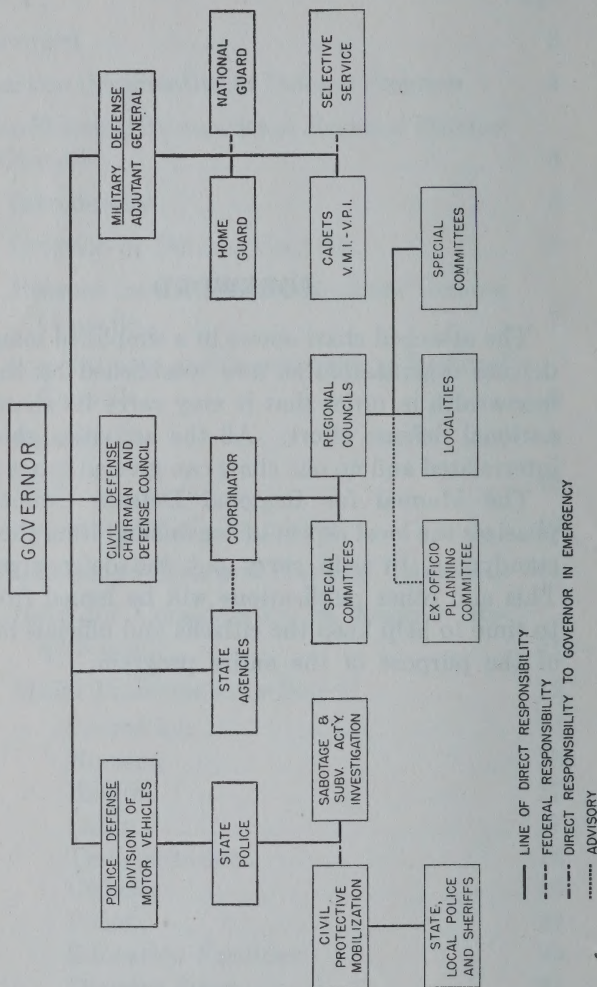 GOVERNOR
POLICE DEFENSE
DIVISION OF
MOTOR VEHICLES
CIVIL DEFENSE
CHAIRMAN AND
DEFENSE COUNCIL
MILITARY DEFENSE
ADJUTANT GENERAL
STATE
POLICE
STATE
AGENCIES
COORDINATOR
HOME
GUARD
NATIONAL
GUARD
CIVIL
PROTECTIVE
MOBILIZATION
SABOTAGE &
SUBV. ACT'Y.
INVESTIGATION
SPECIAL
COMMITTEES
REGIONAL
COUNCILS
CADETS
V.M.I. - V.P.I.
SELECTIVE
SERVICE
STATE,
LOCAL POLICE
AND SHERIFFS
EX-OFFICIO
PLANNING
COMMITTEE
LOCALITIES
SPECIAL
COMMITTEES
LINE OF DIRECT RESPONSIBILITY
FEDERAL RESPONSIBILITY
DIRECT RESPONSIBILITY TO GOVERNOR IN EMERGENCY
ADVISORY